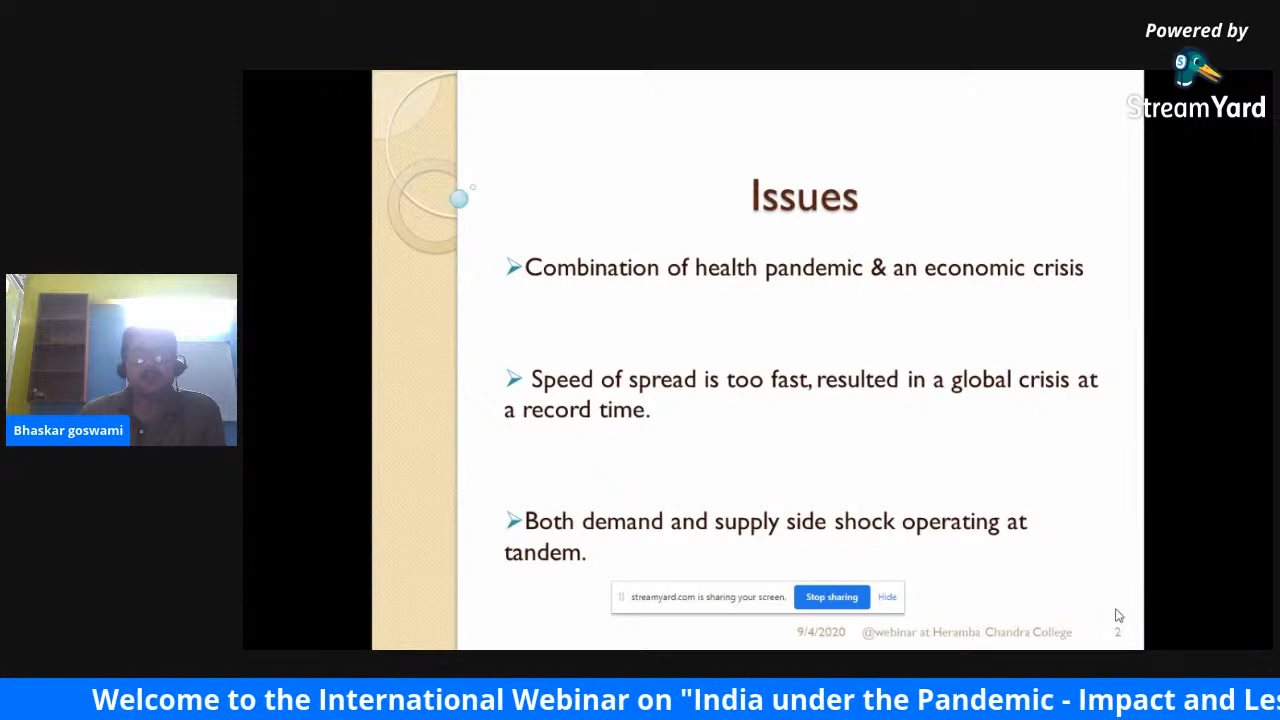 Powered by
StreamYard
Issues
➢Combination of health pandemic & an economic crisis
➢ Speed of spread is too fast, resulted in a global crisis at
a record time.
➢Both demand and supply side shock operating at
tandem.
streamyard.com is sharing your screen.
Stop sharing
Hide
9/4/2020 @webinar at Heramba Chandra College 2
Bhaskar goswami
Welcome to the International Webinar on "India under the Pandemic - Impact and Les